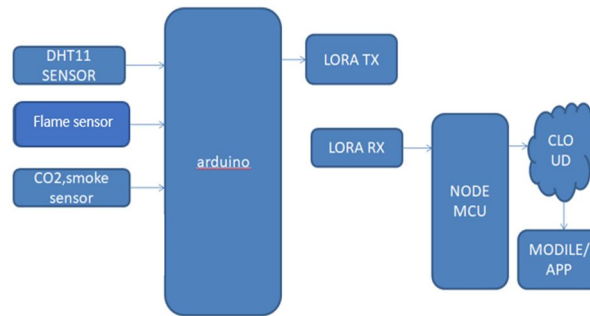 DHT11
SENSOR
Flame sensor
CO2,smoke
sensor
arduino
LORA TX
LORA RX
NODE
MCU
CLO
UD
MODILE/
APP